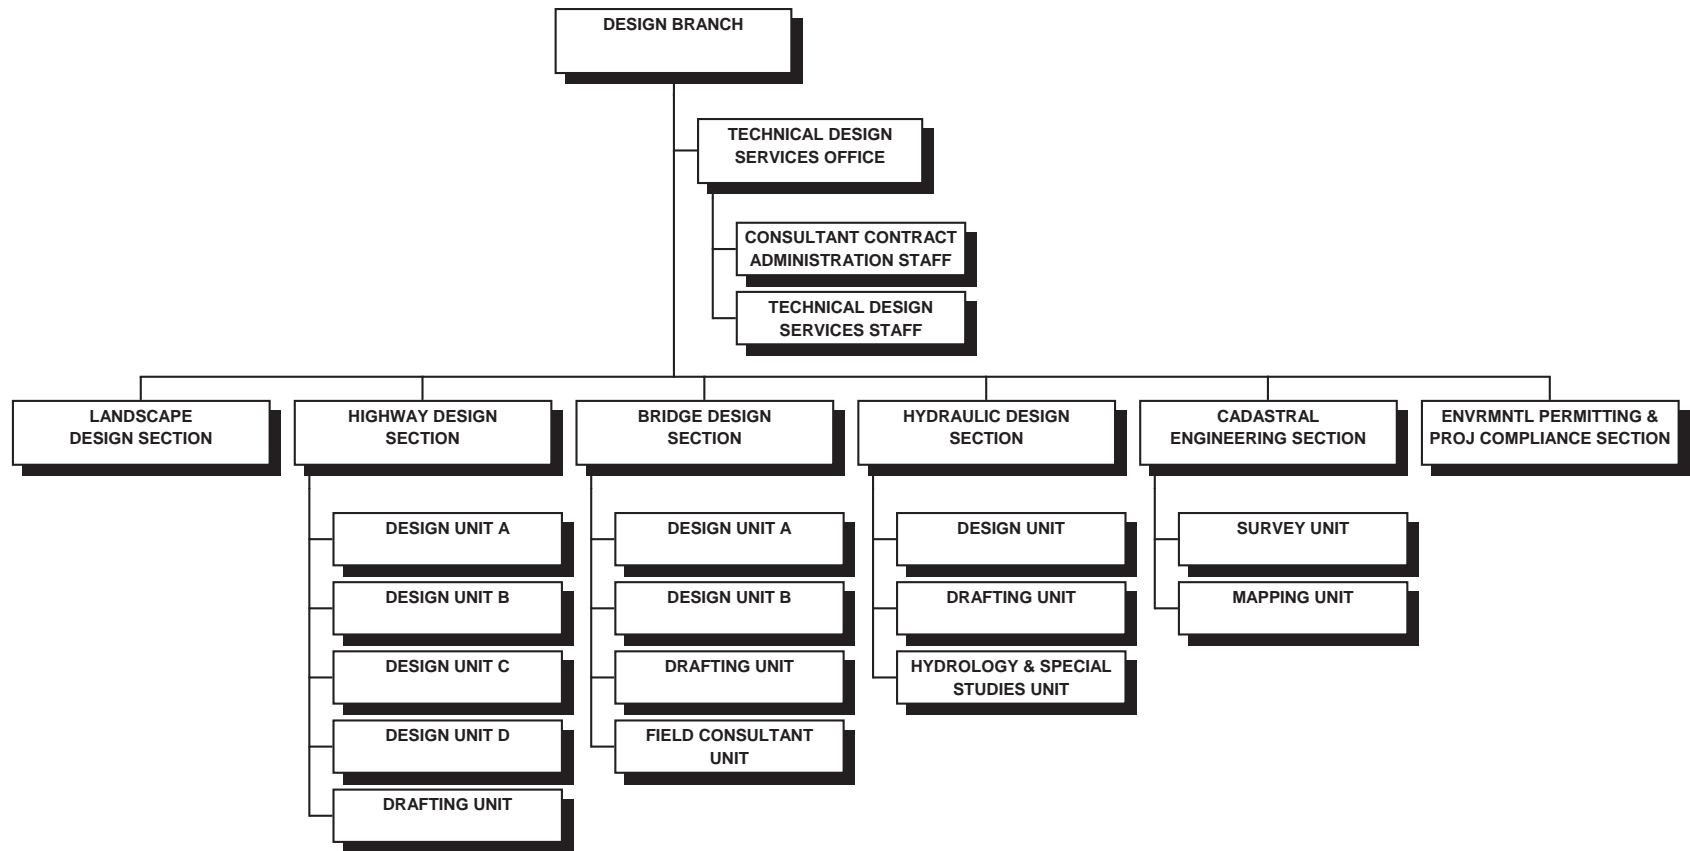 DESIGN BRANCH
TECHNICAL DESIGN
SERVICES OFFICE
CONSULTANT CONTRACT
ADMINISTRATION STAFF
TECHNICAL DESIGN
SERVICES STAFF
LANDSCAPE
DESIGN SECTION
HIGHWAY DESIGN
SECTION
BRIDGE DESIGN
SECTION
HYDRAULIC DESIGN
SECTION
CADASTRAL
ENGINEERING SECTION
ENVRMNTL PERMITTING &
PROJ COMPLIANCE SECTION
DESIGN UNIT A
DESIGN UNIT B
DESIGN UNIT C
DESIGN UNIT D
DRAFTING UNIT
DESIGN UNIT A
DESIGN UNIT B
DRAFTING UNIT
FIELD CONSULTANT
UNIT
DESIGN UNIT
DRAFTING UNIT
HYDROLOGY & SPECIAL
STUDIES UNIT
SURVEY UNIT
MAPPING UNIT